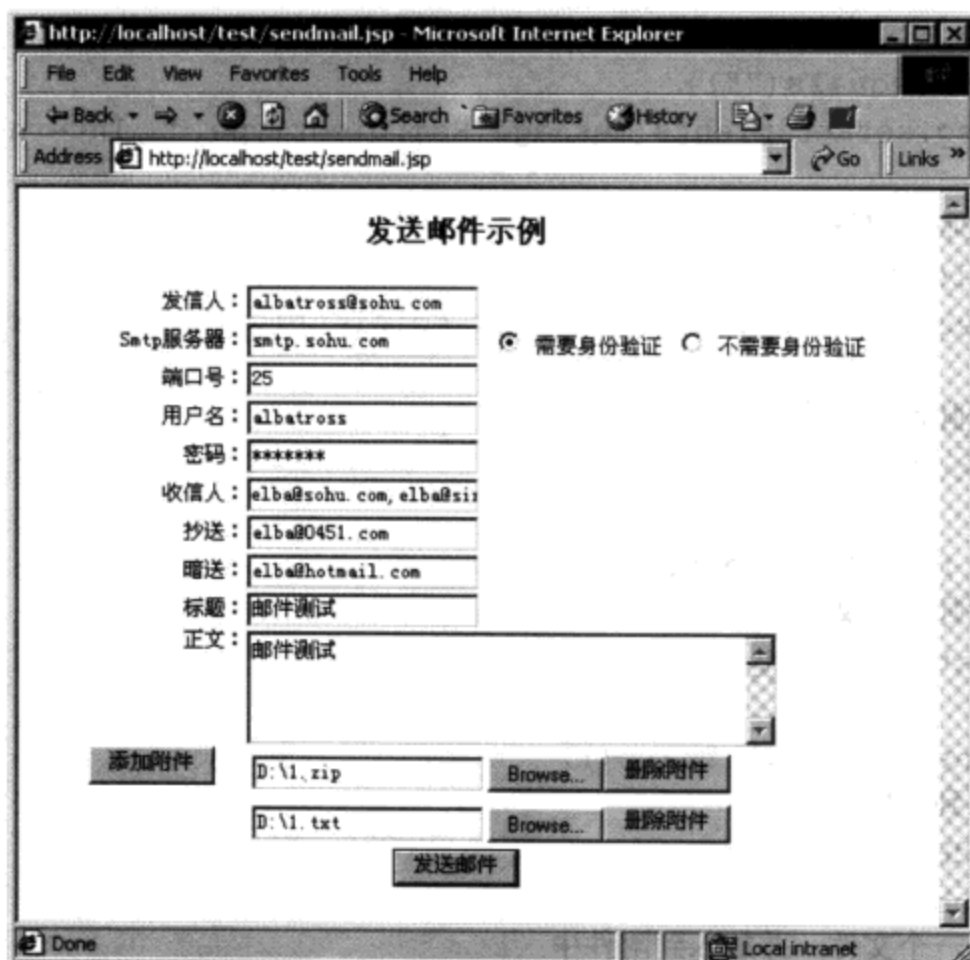 http://localhost/test/sendmail.jsp - Microsoft Internet Explorer
File Edit View Favorites Tools Help
Back Search Favorites History
Address http://localhost/test/sendmail.jsp Go Links »
发送邮件示例
发信人： albatross@sohu.com
Smtp服务器： smtp.sohu.com 需要身份验证 不需要身份验证
端口号： 25
用户名： albatross
密码： *******
收信人： elba@sohu.com,elba@sin
抄送： elba@0451.com
暗送： elba@hotmail.com
标题： 邮件测试
正文： 邮件测试
添加附件 D:\1.zip Browse... 删除附件
D:\1.txt Browse... 删除附件
发送邮件
Done Local intranet